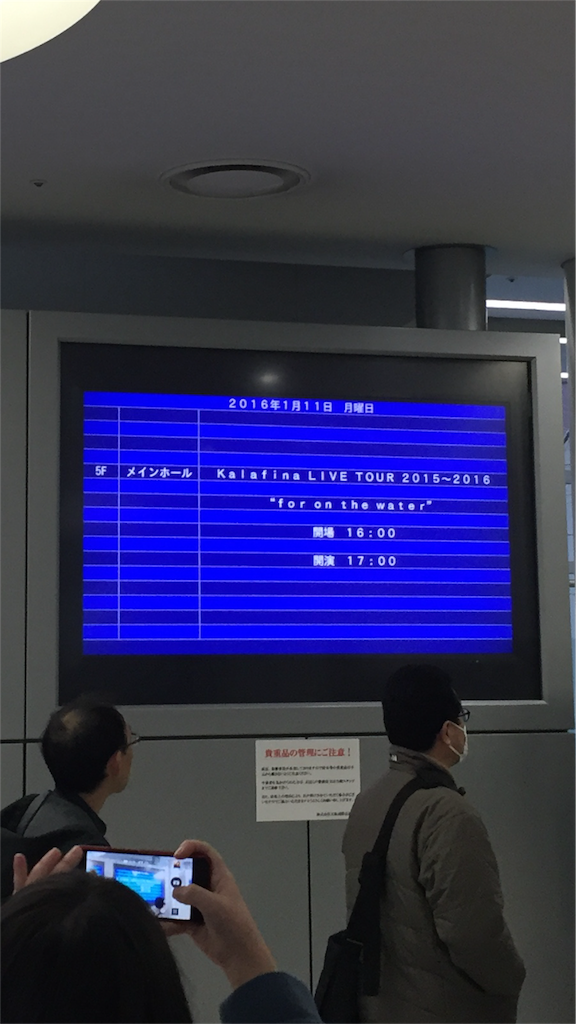 2016年1月11日 月曜日
5F メインホール Kalafina LIVE TOUR 2015～2016
"for on the water"
開場 16:00
開演 17:00
貴重品の管理にご注意！